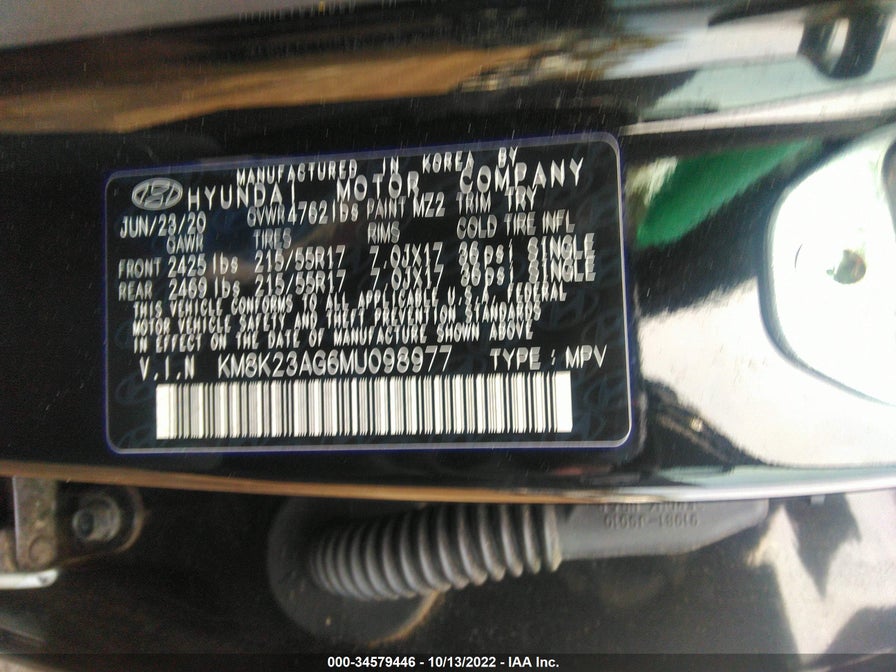 MANUFACTURED IN KOREA BY
HYUNDAI MOTOR COMPANY
JUN/23/20 GVWR 4762lbs PAINT MZ2 TRIM TRY
GAWR TIRES RIMS COLD TIRE INFL
FRONT 2425 lbs 215/55R17 7.0JX17 36psi SINGLE
REAR 2469 lbs 215/55R17 7.0JX17 36psi SINGLE
THIS VEHICLE CONFORMS TO ALL APPLICABLE U.S.A. FEDERAL
MOTOR VEHICLE SAFETY AND THEFT PREVENTION STANDARDS
IN EFFECT ON THE DATE OF MANUFACTURE SHOWN ABOVE
V.I.N KM8K23AG6MU098977 TYPE : MPV
000-34579446 - 10/13/2022 - IAA Inc.